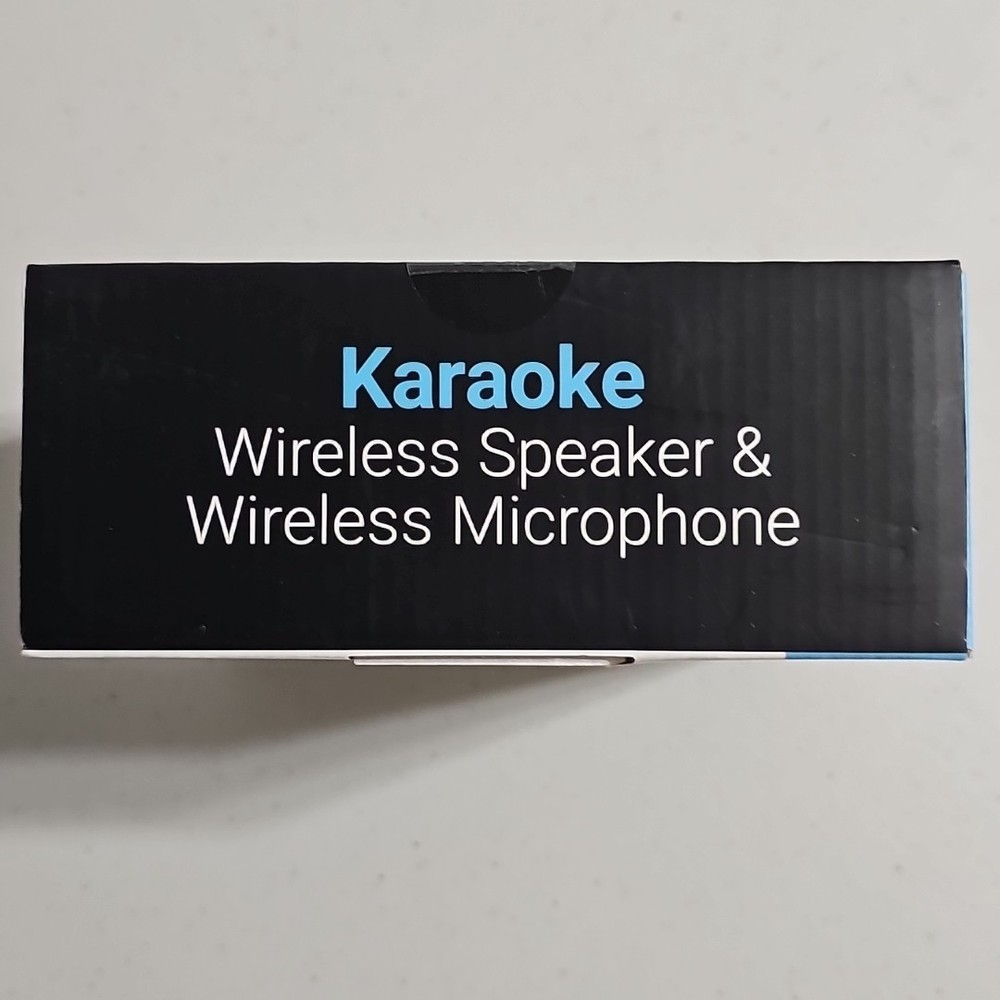 Karaoke
Wireless Speaker &
Wireless Microphone